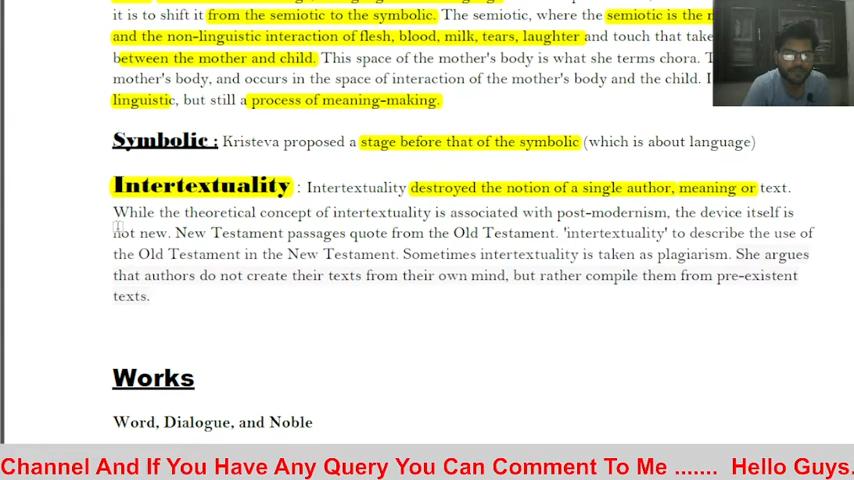 it is to shift it from the semiotic to the symbolic. The semiotic, where the semiotic is the
and the non-linguistic interaction of flesh, blood, milk, tears, laughter and touch that take
between the mother and child. This space of the mother's body is what she terms chora.
mother's body, and occurs in the space of interaction of the mother's body and the child.
linguistic, but still a process of meaning-making.
Symbolic : Kristeva proposed a stage before that of the symbolic (which is about language)
Intertextuality : Intertextuality destroyed the notion of a single author, meaning or text.
While the theoretical concept of intertextuality is associated with post-modernism, the device itself is
not new. New Testament passages quote from the Old Testament. 'intertextuality' to describe the use of
the Old Testament in the New Testament. Sometimes intertextuality is taken as plagiarism. She argues
that authors do not create their texts from their own mind, but rather compile them from pre-existent
texts.
Works
Word, Dialogue, and Noble
Channel And If You Have Any Query You Can Comment To Me ....... Hello Guys.